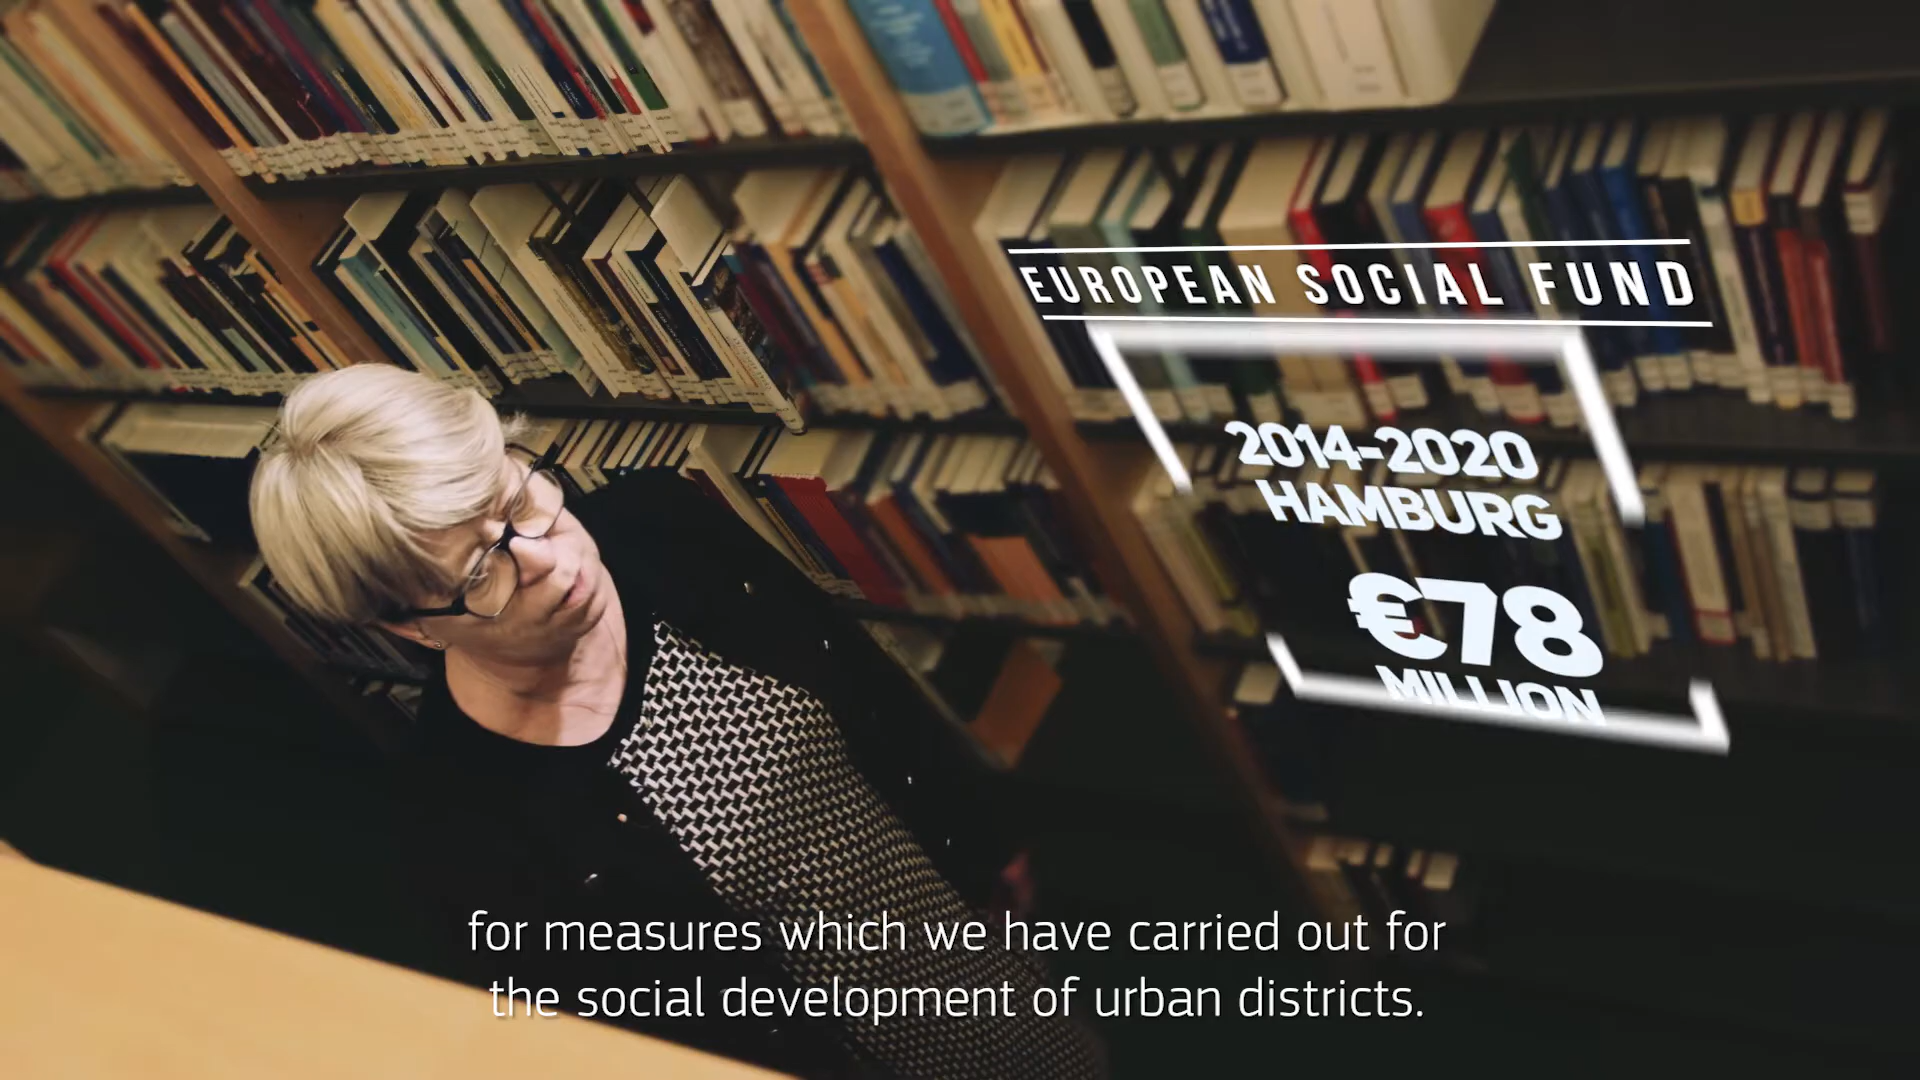 EUROPEAN SOCIAL FUND
2014-2020
HAMBURG
€78
MILLION
for measures which we have carried out for
the social development of urban districts.